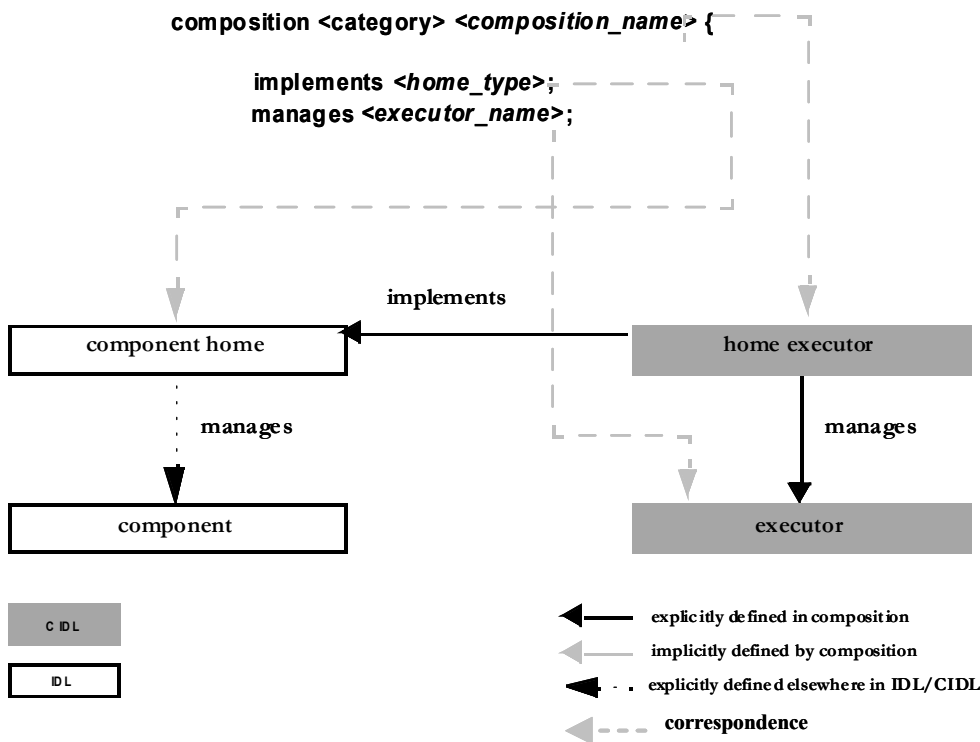 composition <category> <composition_name> {
implements <home_type>;
manages <executor_name>;
implements
component home
home executor
manages
manages
component
executor
CIDL
IDL
explicitly defined in composition
implicitly defined by composition
explicitly defined elsewhere in IDL/CIDL
correspondence